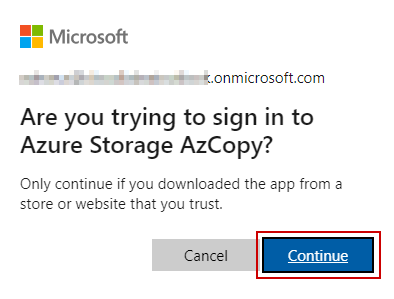 Microsoft
.onmicrosoft.com
Are you trying to sign in to
Azure Storage AzCopy?
Only continue if you downloaded the app from a
store or website that you trust.
Cancel
Continue